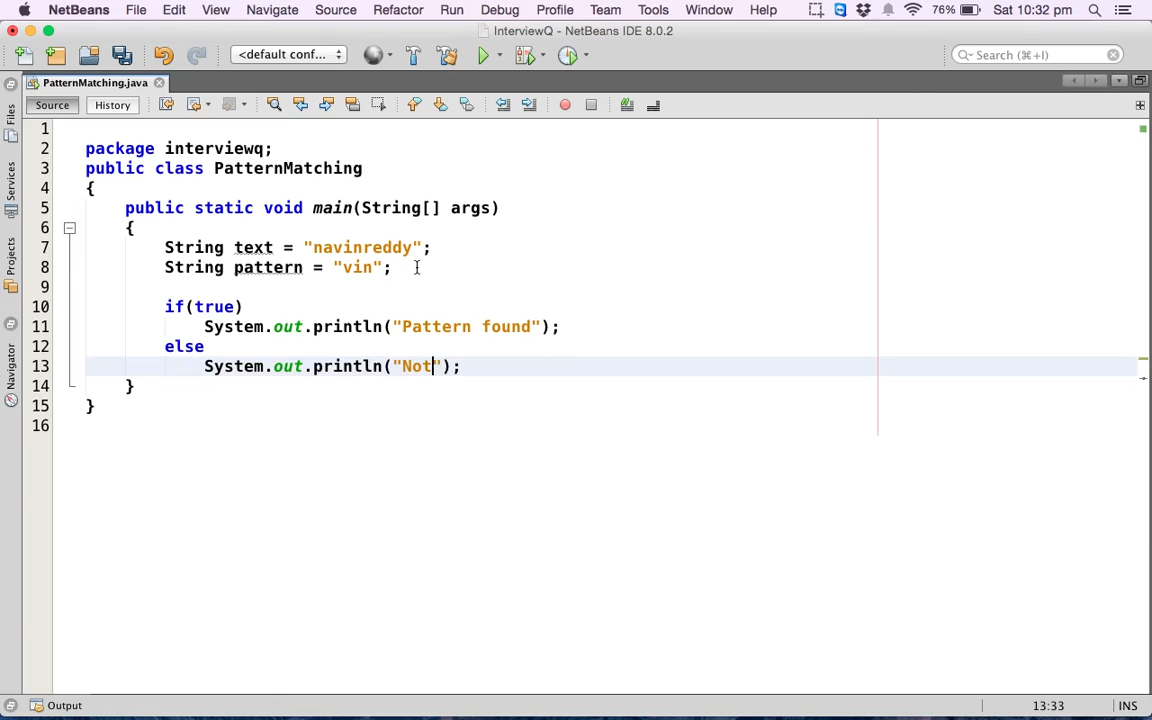 NetBeans File Edit View Navigate Source Refactor Run Debug Profile Team Tools Window Help 76% Sat 10:32 pm
InterviewQ - NetBeans IDE 8.0.2
<default conf... Search (⌘+I)
PatternMatching.java
Source History
Files
Services
Projects
Navigator
1
2 package interviewq;
3 public class PatternMatching
4 {
5 public static void main(String[] args)
6 {
7 String text = "navinreddy";
8 String pattern = "vin";
9
10 if(true)
11 System.out.println("Pattern found");
12 else
13 System.out.println("Not");
14 }
15 }
16
Output 13:33 INS